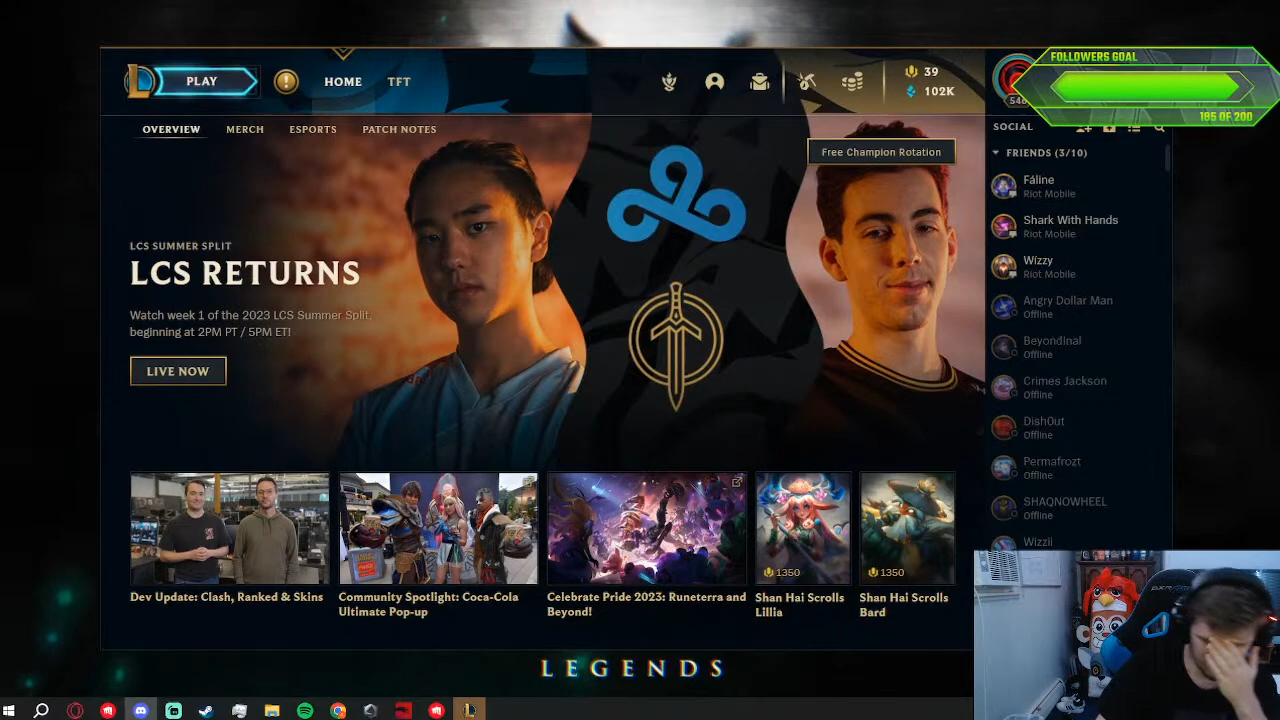 PLAY
HOME
TFT
39
102K
FOLLOWERS GOAL
185 OF 200
OVERVIEW
MERCH
ESPORTS
PATCH NOTES
Free Champion Rotation
SOCIAL
FRIENDS (3/10)
Fáline
Riot Mobile
Shark With Hands
Riot Mobile
Wízzy
Riot Mobile
Angry Dollar Man
Offline
BeyondInal
Offline
Crimes Jackson
Offline
Dish0ut
Offline
Permafrozt
Offline
SHAQNOWHEEL
Offline
Wizzii
LCS SUMMER SPLIT
LCS RETURNS
Watch week 1 of the 2023 LCS Summer Split,
beginning at 2PM PT / 5PM ET!
LIVE NOW
1350
1350
Dev Update: Clash, Ranked & Skins
Community Spotlight: Coca-Cola
Ultimate Pop-up
Celebrate Pride 2023: Runeterra and
Beyond!
Shan Hai Scrolls
Lillia
Shan Hai Scrolls
Bard
LEGENDS